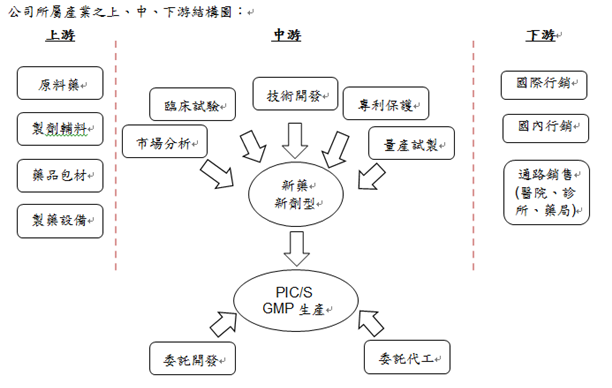 公司所屬產業之上、中、下游結構圖：
上游
中游
下游
原料藥
製劑輔料
藥品包材
製藥設備
臨床試驗
技術開發
專利保護
市場分析
量產試製
新藥
新劑型
PIC/S
GMP 生產
委託開發
委託代工
國際行銷
國內行銷
通路銷售
(醫院、診
所、藥局)